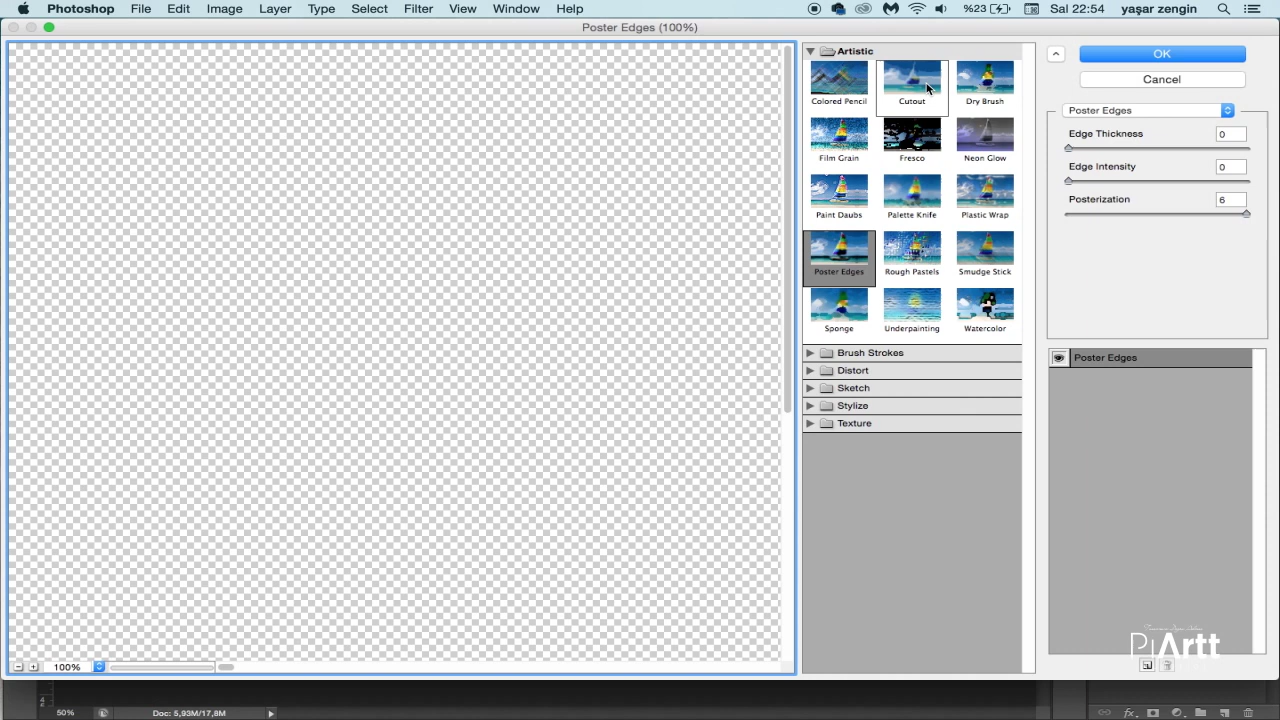 Photoshop File Edit Image Layer Type Select Filter View Window Help %23 Sal 22:54 yaşar zengin
Poster Edges (100%)
Artistic
Colored Pencil Cutout Dry Brush
Film Grain Fresco Neon Glow
Paint Daubs Palette Knife Plastic Wrap
Poster Edges Rough Pastels Smudge Stick
Sponge Underpainting Watercolor
Brush Strokes
Distort
Sketch
Stylize
Texture
OK
Cancel
Poster Edges
Edge Thickness 0
Edge Intensity 0
Posterization 6
Poster Edges
PiArtt
100%
50% Doc: 5,93M/17,8M